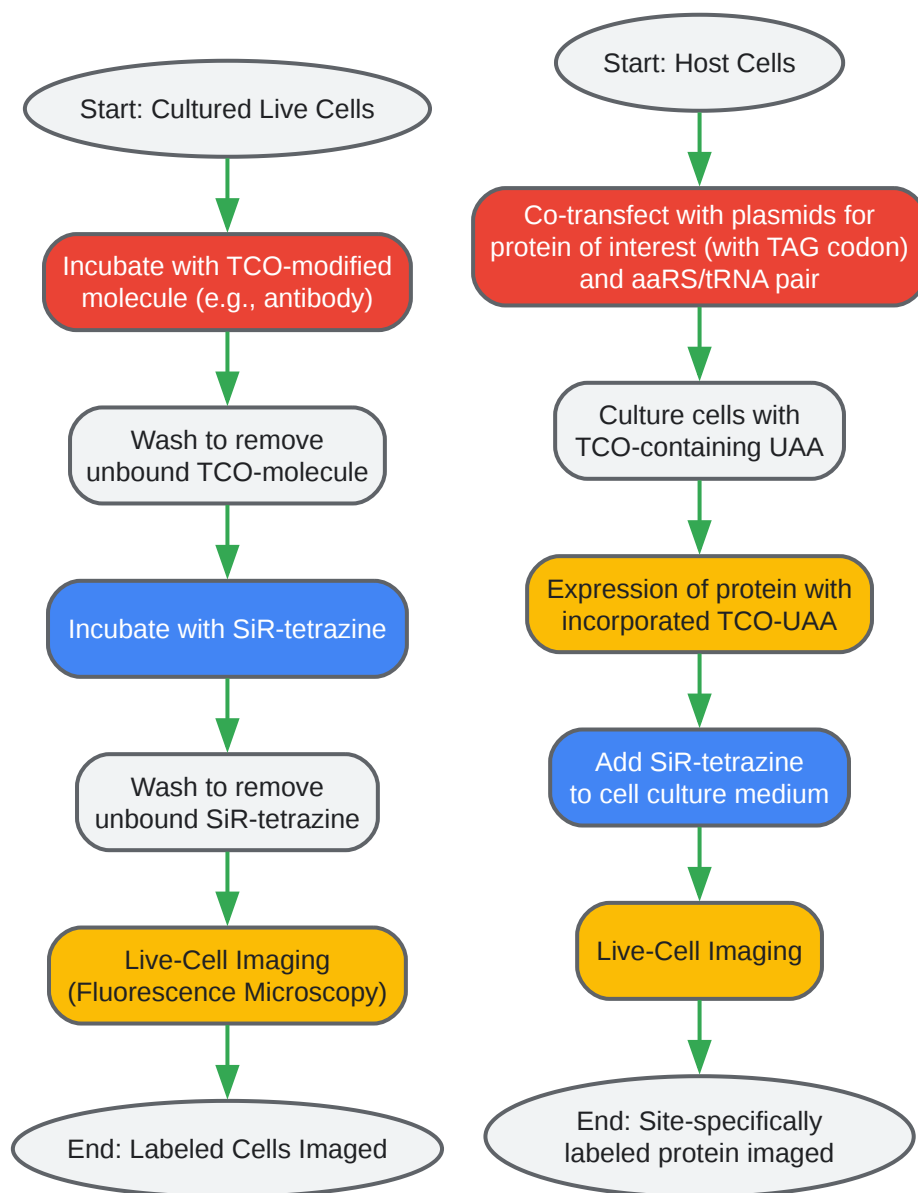 Start: Cultured Live Cells
Incubate with TCO-modified
molecule (e.g., antibody)
Wash to remove
unbound TCO-molecule
Incubate with SiR-tetrazine
Wash to remove
unbound SiR-tetrazine
Live-Cell Imaging
(Fluorescence Microscopy)
End: Labeled Cells Imaged
Start: Host Cells
Co-transfect with plasmids for
protein of interest (with TAG codon)
and aaRS/tRNA pair
Culture cells with
TCO-containing UAA
Expression of protein with
incorporated TCO-UAA
Add SiR-tetrazine
to cell culture medium
Live-Cell Imaging
End: Site-specifically
labeled protein imaged